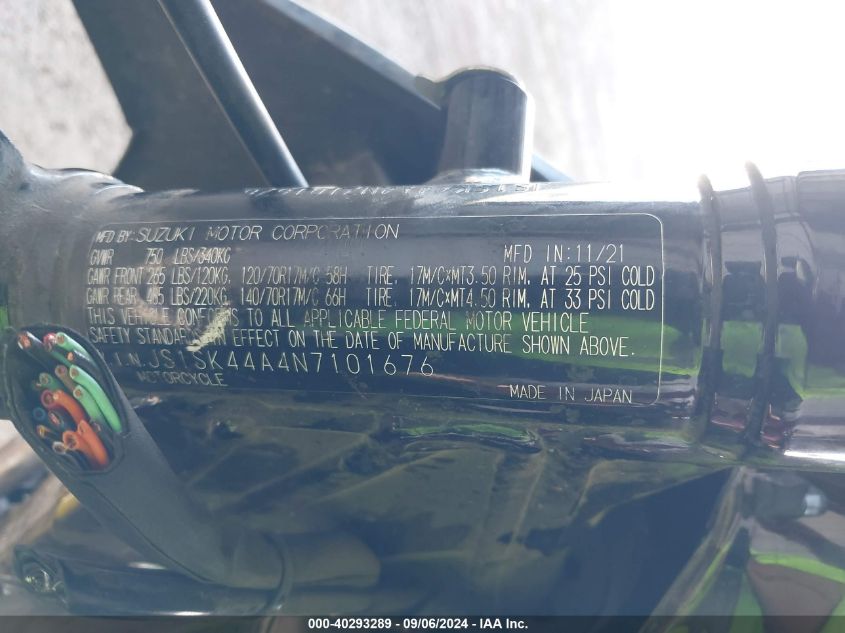 MFD BY SUZUKI MOTOR CORPORATION
GVWR 750 LBS/340KG MFD IN:11/21
GAWR FRONT 265 LBS/120KG, 120/70R17M/C 58H TIRE, 17M/C×MT3.50 RIM, AT 25 PSI COLD
GAWR REAR 485 LBS/220KG, 140/70R17M/C 66H TIRE, 17M/C×MT4.50 RIM, AT 33 PSI COLD
THIS VEHICLE CONFORMS TO ALL APPLICABLE FEDERAL MOTOR VEHICLE
SAFETY STANDARDS IN EFFECT ON THE DATE OF MANUFACTURE SHOWN ABOVE.
V.I.N.JS1SK44A4N7101676
MOTORCYCLE MADE IN JAPAN
000-40293289 - 09/06/2024 - IAA Inc.